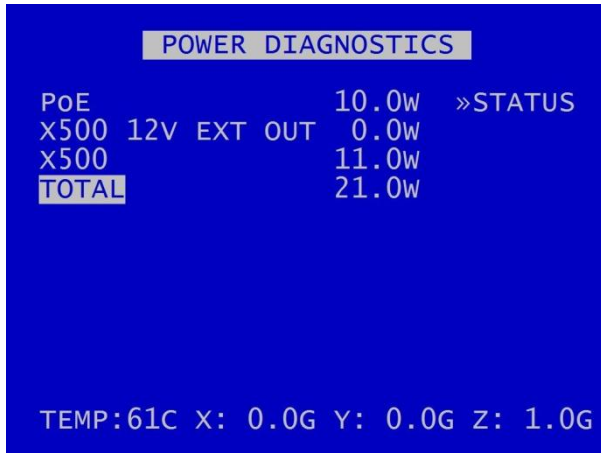 POWER DIAGNOSTICS
PoE 10.0W »STATUS
X500 12V EXT OUT 0.0W
X500 11.0W
TOTAL 21.0W
TEMP:61C X: 0.0G Y: 0.0G Z: 1.0G